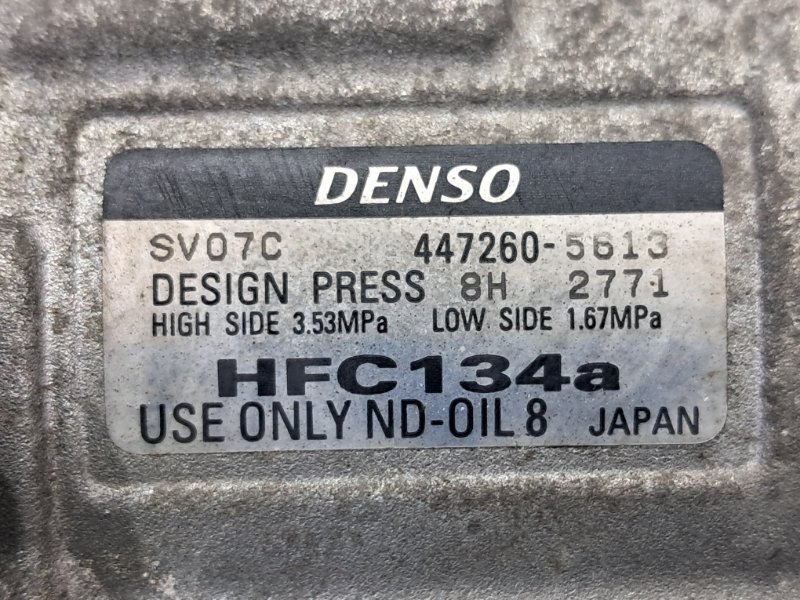 DENSO
SV07C 447260-5613
DESIGN PRESS 8H 2771
HIGH SIDE 3.53MPa LOW SIDE 1.67MPa
HFC134a
USE ONLY ND-OIL 8 JAPAN